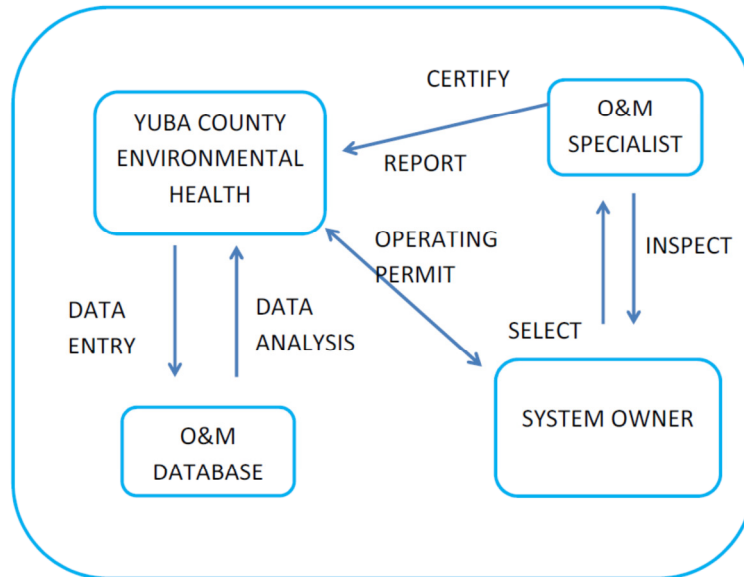 CERTIFY
YUBA COUNTY
ENVIRONMENTAL
HEALTH
O&M
SPECIALIST
REPORT
OPERATING
PERMIT
INSPECT
DATA
ENTRY
DATA
ANALYSIS
SELECT
SYSTEM OWNER
O&M
DATABASE